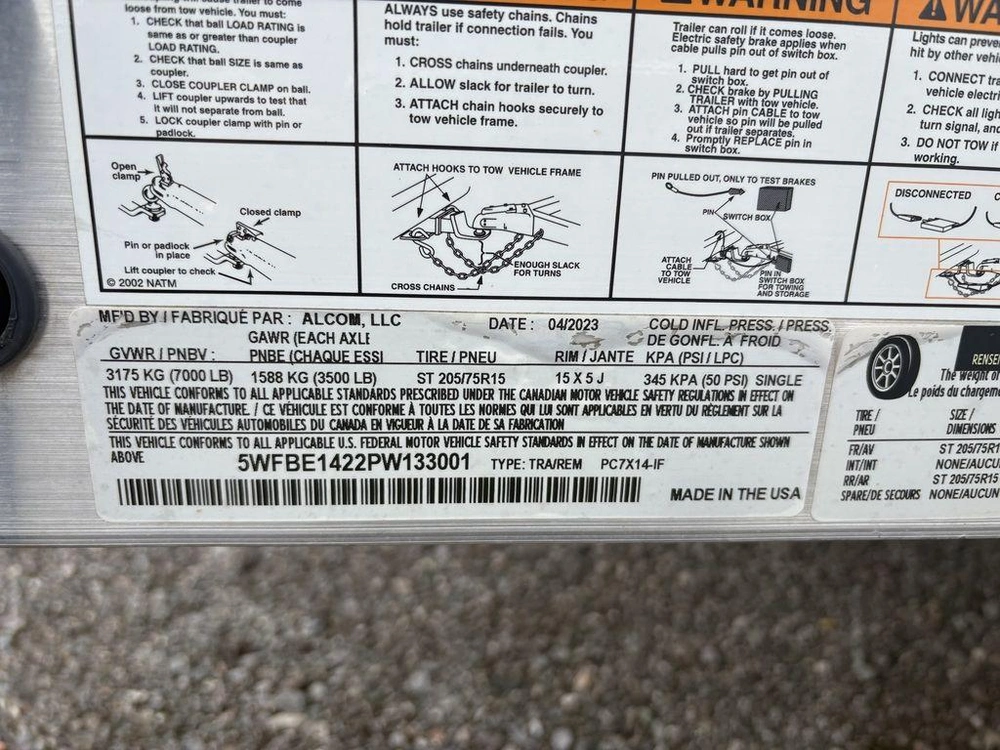 loose from tow vehicle. You must:
1. CHECK that ball LOAD RATING is
same as or greater than coupler
LOAD RATING.
2. CHECK that ball SIZE is same as
coupler.
3. CLOSE COUPLER CLAMP on ball.
4. LIFT coupler upwards to test that
it will not separate from ball.
5. LOCK coupler clamp with pin or
padlock.
Open
clamp
Closed clamp
Pin or padlock
in place
Lift coupler to check
© 2002 NATM
ALWAYS use safety chains. Chains
hold trailer if connection fails. You
must:
1. CROSS chains underneath coupler.
2. ALLOW slack for trailer to turn.
3. ATTACH chain hooks securely to
tow vehicle frame.
ATTACH HOOKS TO TOW VEHICLE FRAME
ENOUGH SLACK
FOR TURNS
CROSS CHAINS
WARNING
Trailer can roll if it comes loose.
Electric safety brake applies when
cable pulls pin out of switch box.
1. PULL hard to get pin out of
switch box.
2. CHECK brake by PULLING
TRAILER with tow vehicle.
3. ATTACH pin CABLE to tow
vehicle so pin will be pulled
out if trailer separates.
4. Promptly REPLACE pin in
switch box.
PIN PULLED OUT, ONLY TO TEST BRAKES
PIN
SWITCH BOX
ATTACH
CABLE
TO TOW
VEHICLE
PIN IN
SWITCH BOX
FOR TOWING
AND STORAGE
WA
Lights can preve
hit by other vehi
1. CONNECT tra
vehicle electri
2. CHECK all ligh
turn signal, and
3. DO NOT TOW if
working.
DISCONNECTED
MF'D BY / FABRIQUÉ PAR : ALCOM, LLC DATE : 04/2023 COLD INFL. PRESS. / PRESS.
GAWR (EACH AXLE DE GONFL. À FROID
GVWR / PNBV : PNBE (CHAQUE ESSI TIRE / PNEU RIM / JANTE KPA (PSI / LPC)
3175 KG (7000 LB) 1588 KG (3500 LB) ST 205/75R15 15 X 5 J 345 KPA (50 PSI) SINGLE
THIS VEHICLE CONFORMS TO ALL APPLICABLE STANDARDS PRESCRIBED UNDER THE CANADIAN MOTOR VEHICLE SAFETY REGULATIONS IN EFFECT ON
THE DATE OF MANUFACTURE. / CE VÉHICULE EST CONFORME À TOUTES LES NORMES QUI LUI SONT APPLICABLES EN VERTU DU RÈGLEMENT SUR LA
SÉCURITÉ DES VÉHICULES AUTOMOBILES DU CANADA EN VIGUEUR À LA DATE DE SA FABRICATION
THIS VEHICLE CONFORMS TO ALL APPLICABLE U.S. FEDERAL MOTOR VEHICLE SAFETY STANDARDS IN EFFECT ON THE DATE OF MANUFACTURE SHOWN
ABOVE 5WFBE1422PW133001 TYPE: TRA/REM PC7X14-IF
MADE IN THE USA
RENSEI
The weight of
Le poids du chargeme
TIRE / SIZE /
PNEU DIMENSIONS
FR/AV ST 205/75R15
INT/INT NONE/AUCUN
RR/AR ST 205/75R15
SPARE/DE SECOURS NONE/AUCUN